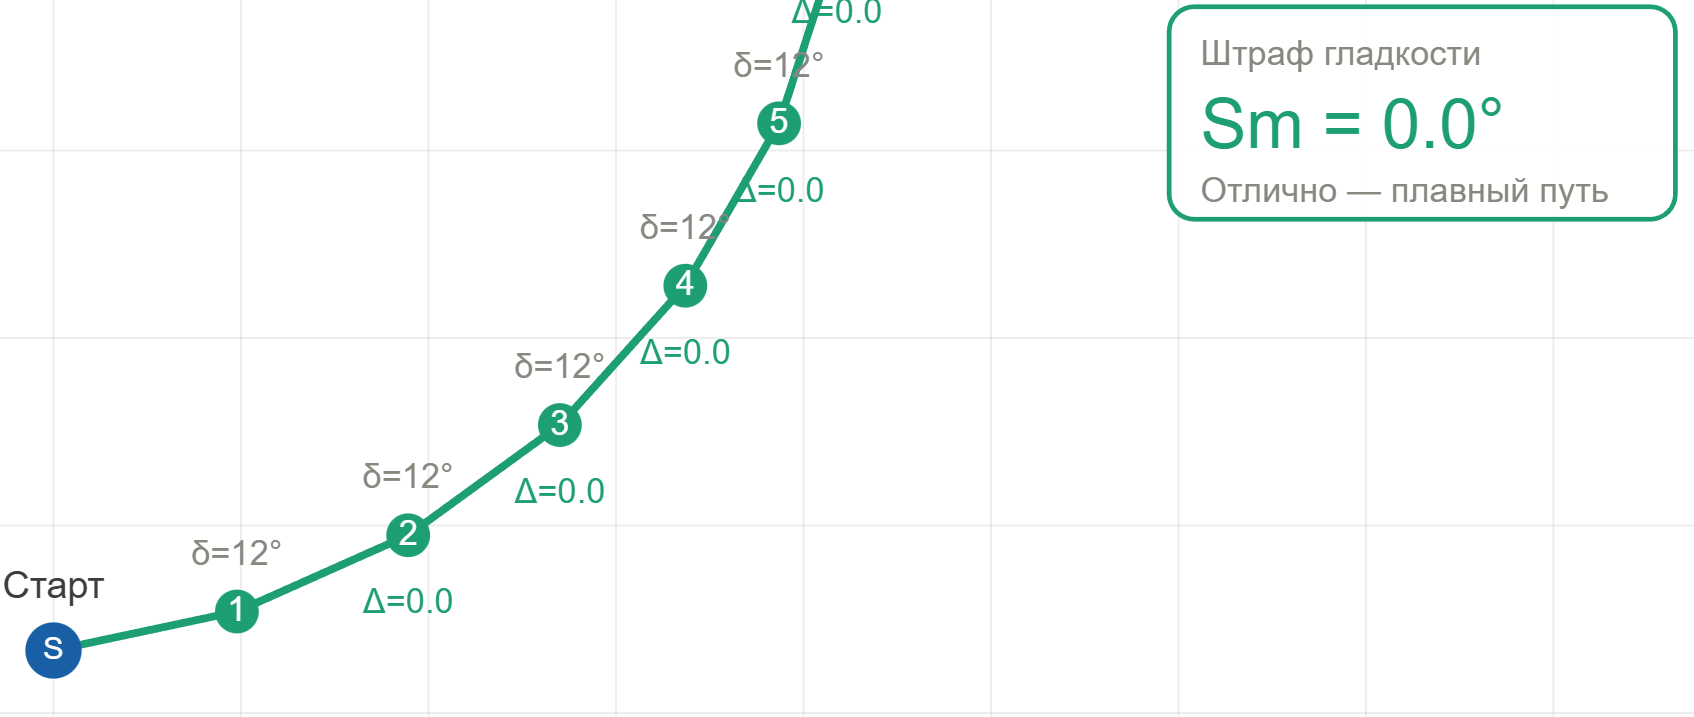 Δ=0.0
Штраф гладкости
Sm = 0.0°
Отлично — плавный путь
δ=12°
5
Δ=0.0
δ=12°
4
Δ=0.0
δ=12°
3
Δ=0.0
δ=12°
2
Δ=0.0
δ=12°
1
Старт
S